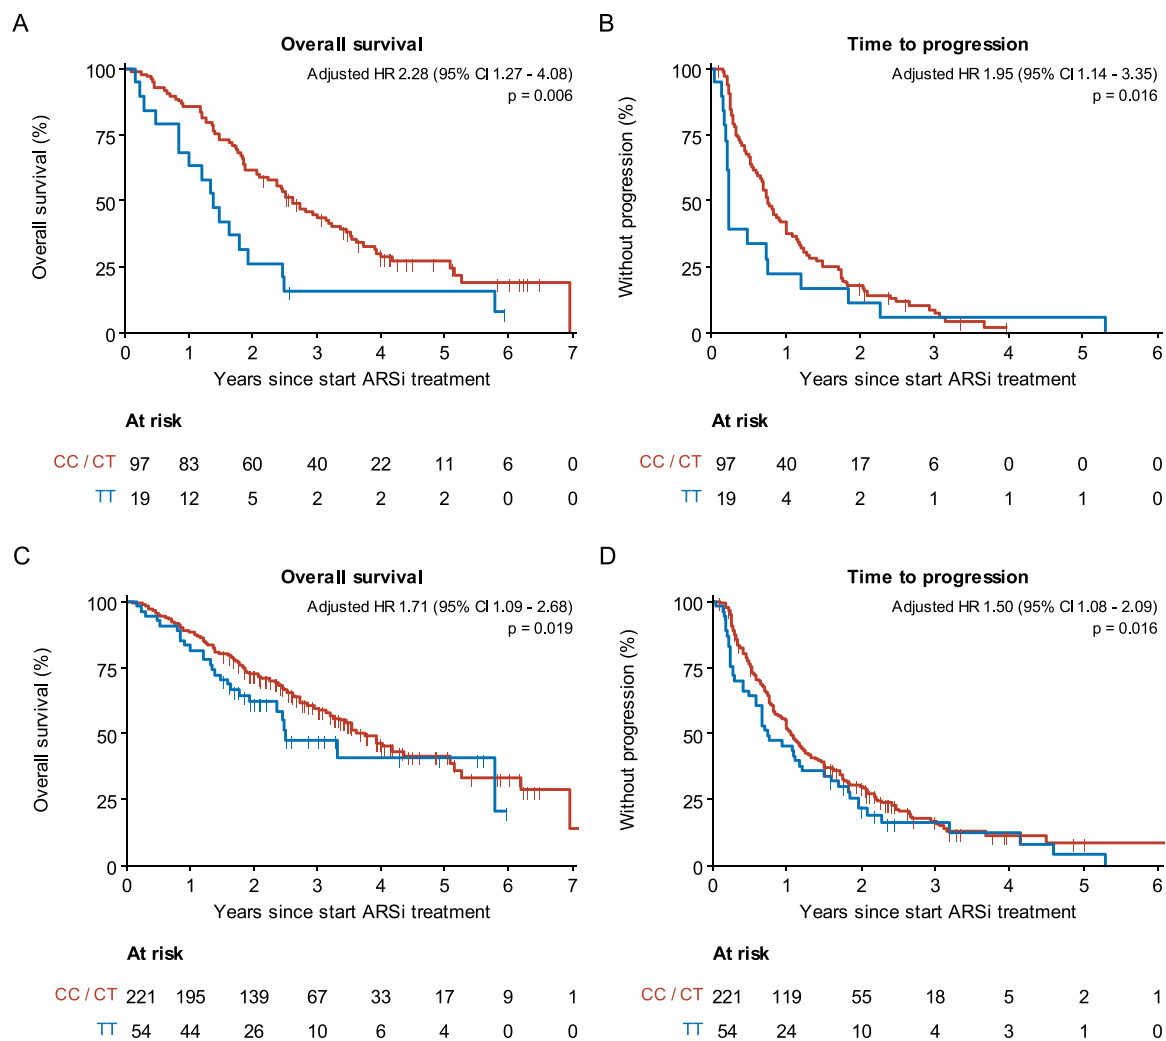 A
Overall survival
Adjusted HR 2.28 (95% CI 1.27 - 4.08)
p = 0.006
Overall survival (%)
100
75
50
25
0
0 1 2 3 4 5 6 7
Years since start ARSi treatment
At risk
CC / CT 97 83 60 40 22 11 6 0
TT 19 12 5 2 2 2 0 0
B
Time to progression
Adjusted HR 1.95 (95% CI 1.14 - 3.35)
p = 0.016
Without progression (%)
100
75
50
25
0
0 1 2 3 4 5 6
Years since start ARSi treatment
At risk
CC / CT 97 40 17 6 0 0 0
TT 19 4 2 1 1 1 0
C
Overall survival
Adjusted HR 1.71 (95% CI 1.09 - 2.68)
p = 0.019
Overall survival (%)
100
75
50
25
0
0 1 2 3 4 5 6 7
Years since start ARSi treatment
At risk
CC / CT 221 195 139 67 33 17 9 1
TT 54 44 26 10 6 4 0 0
D
Time to progression
Adjusted HR 1.50 (95% CI 1.08 - 2.09)
p = 0.016
Without progression (%)
100
75
50
25
0
0 1 2 3 4 5 6
Years since start ARSi treatment
At risk
CC / CT 221 119 55 18 5 2 1
TT 54 24 10 4 3 1 0